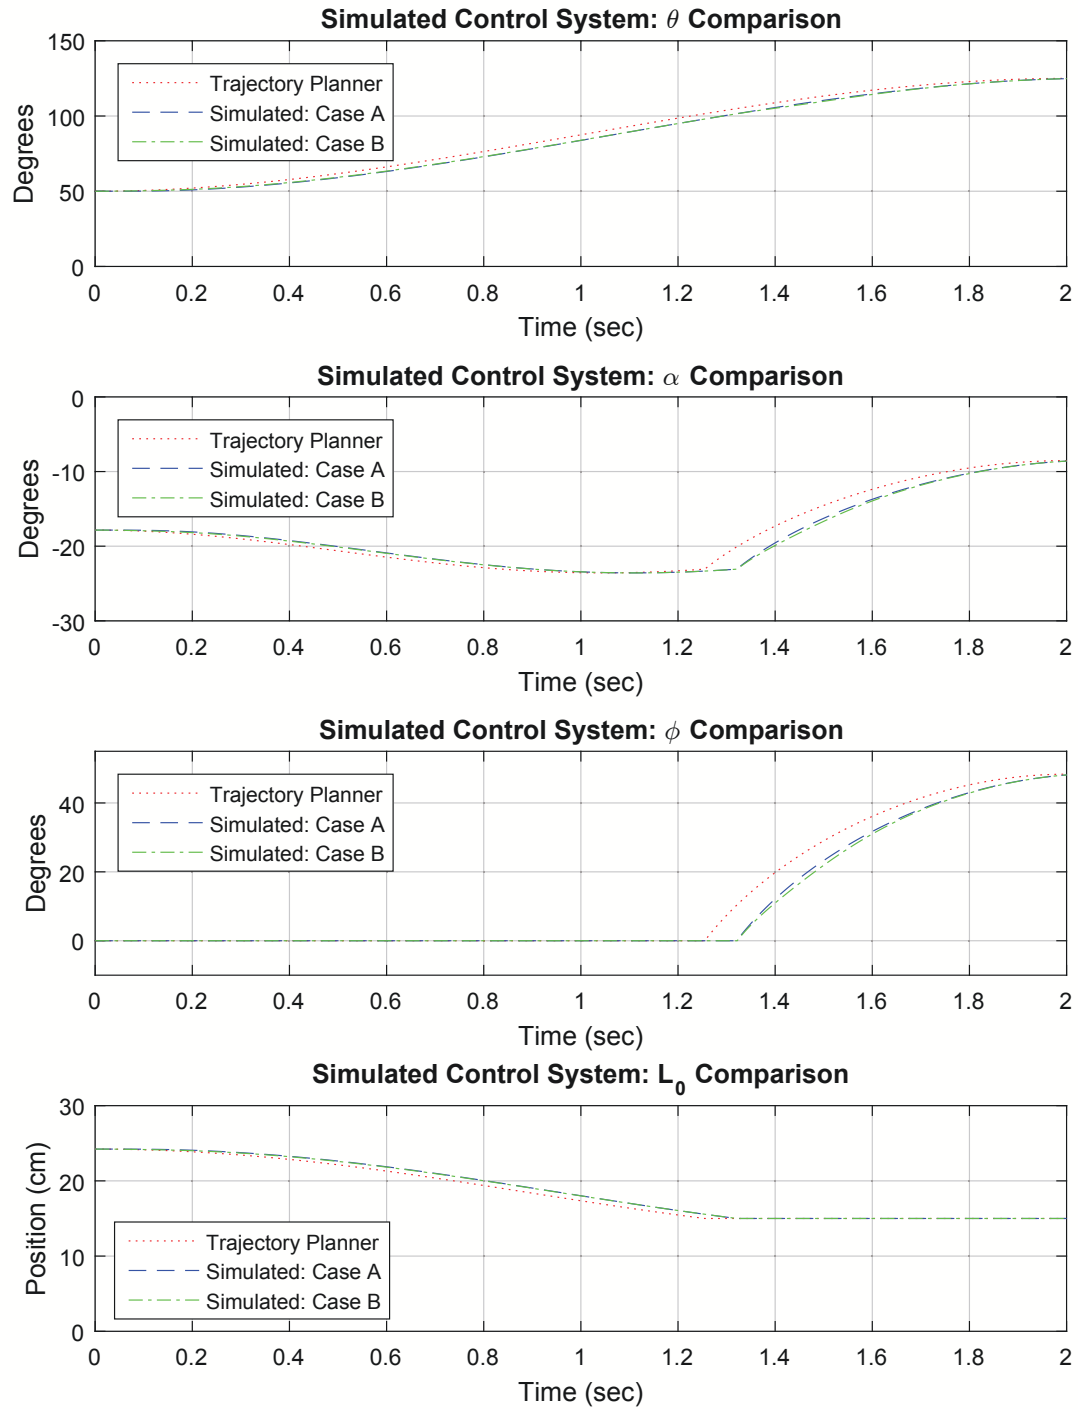 Simulated Control System: θ Comparison
150
100
50
0
Degrees
Trajectory Planner
Simulated: Case A
Simulated: Case B
0 0.2 0.4 0.6 0.8 1 1.2 1.4 1.6 1.8 2
Time (sec)
Simulated Control System: α Comparison
0
-10
-20
-30
Degrees
Trajectory Planner
Simulated: Case A
Simulated: Case B
0 0.2 0.4 0.6 0.8 1 1.2 1.4 1.6 1.8 2
Time (sec)
Simulated Control System: ϕ Comparison
40
20
0
Degrees
Trajectory Planner
Simulated: Case A
Simulated: Case B
0 0.2 0.4 0.6 0.8 1 1.2 1.4 1.6 1.8 2
Time (sec)
Simulated Control System: L₀ Comparison
30
20
10
0
Position (cm)
Trajectory Planner
Simulated: Case A
Simulated: Case B
0 0.2 0.4 0.6 0.8 1 1.2 1.4 1.6 1.8 2
Time (sec)